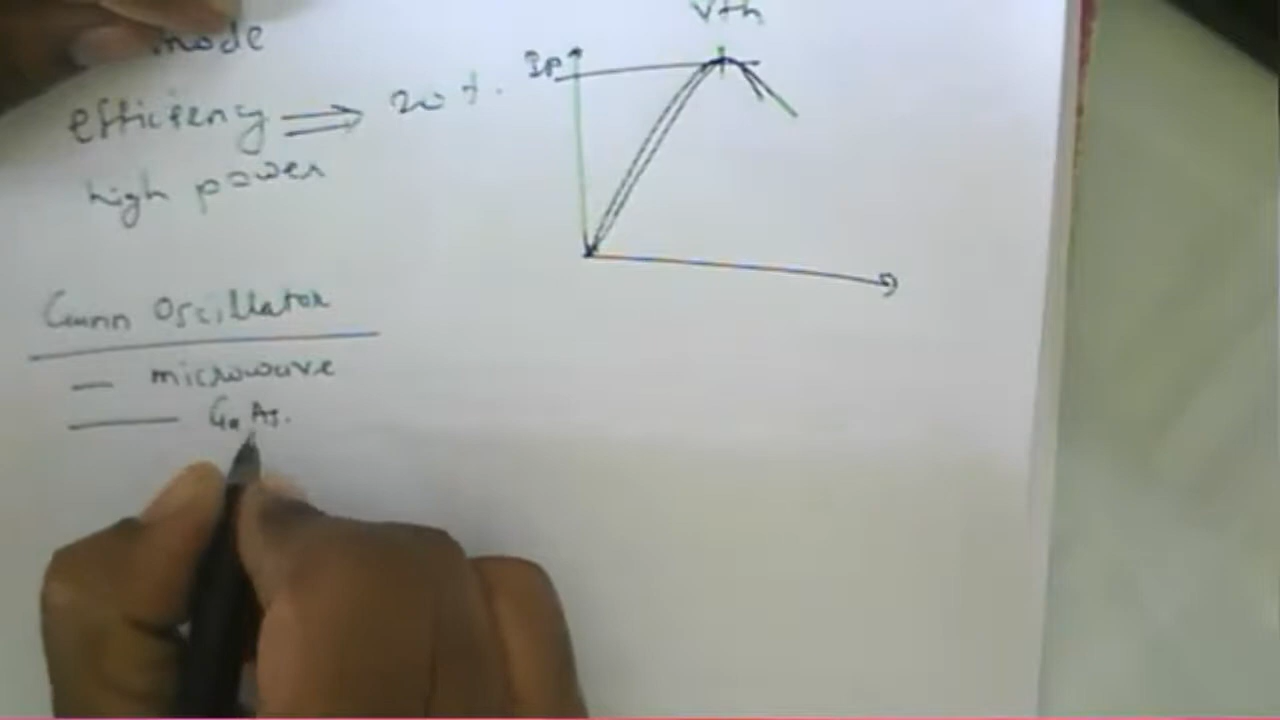 mode
efficiency ⟹ 20 %.
high power
Vth
Ip
Gunn Oscillator
— microwave
— GaAs.